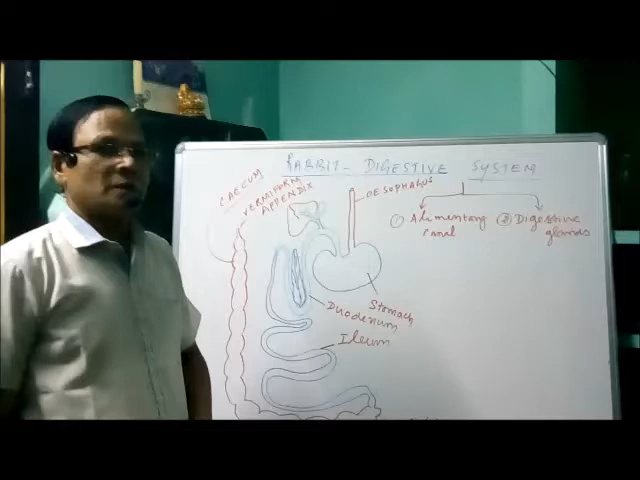 RABBIT - DIGESTIVE SYSTEM
CAECUM
VERMIFORM
APPENDIX
OESOPHAGUS
① Alimentary
canal
② Digestive
glands
Stomach
Duodenum
Ileum